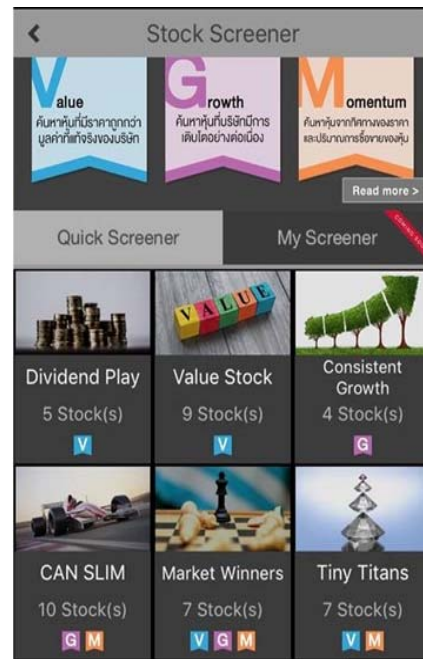 Stock Screener
Value
ค้นหาหุ้นที่มีราคาถูกกว่า
มูลค่าที่แท้จริงของบริษัท
Growth
ค้นหาหุ้นที่บริษัทมีการ
เติบโตอย่างต่อเนื่อง
Momentum
ค้นหาหุ้นจากทิศทางของราคา
และปริมาณการซื้อขายของหุ้น
Read more >
Quick Screener
My Screener
COMING SOON
VALUE
Dividend Play
5 Stock(s)
V
Value Stock
9 Stock(s)
V
Consistent
Growth
4 Stock(s)
G
CAN SLIM
10 Stock(s)
G M
Market Winners
7 Stock(s)
V G M
Tiny Titans
7 Stock(s)
V M